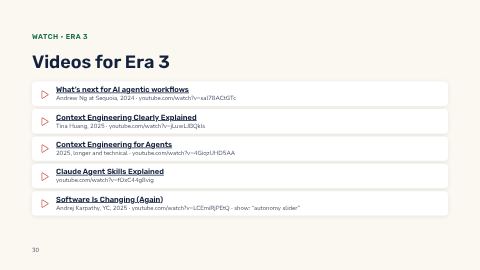 WATCH · ERA 3
Videos for Era 3
What's next for AI agentic workflows
Andrew Ng at Sequoia, 2024 · youtube.com/watch?v=sal78ACtGTc
Context Engineering Clearly Explained
Tina Huang, 2025 · youtube.com/watch?v=jLuwLJBQkIs
Context Engineering for Agents
2025, longer and technical · youtube.com/watch?v=4GiqzUHD5AA
Claude Agent Skills Explained
youtube.com/watch?v=fOxC44g8vig
Software Is Changing (Again)
Andrej Karpathy, YC, 2025 · youtube.com/watch?v=LCEmiRjPEtQ · show: "autonomy slider"
30